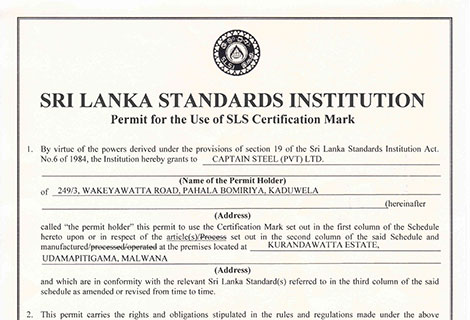 SRI LANKA STANDARDS INSTITUTION
Permit for the Use of SLS Certification Mark
1. By virtue of the powers derived under the provisions of section 19 of the Sri Lanka Standards Institution Act.
No.6 of 1984, the Institution hereby grants to CAPTAIN STEEL (PVT) LTD.
(Name of the Permit Holder)
of 249/3, WAKEYAWATTA ROAD, PAHALA BOMIRIYA, KADUWELA
(hereinafter
(Address)
called "the permit holder" this permit to use the Certification Mark set out in the first column of the Schedule
hereto upon or in respect of the article(s)/Process set out in the second column of the said Schedule and
manufactured/processed/operated at the premises located at KURANDAWATTA ESTATE,
UDAMAPITIGAMA, MALWANA
(Address)
and which are in conformity with the relevant Sri Lanka Standard(s) referred to in the third column of the said
schedule as amended or revised from time to time.
2. This permit carries the rights and obligations stipulated in the rules and regulations made under the above